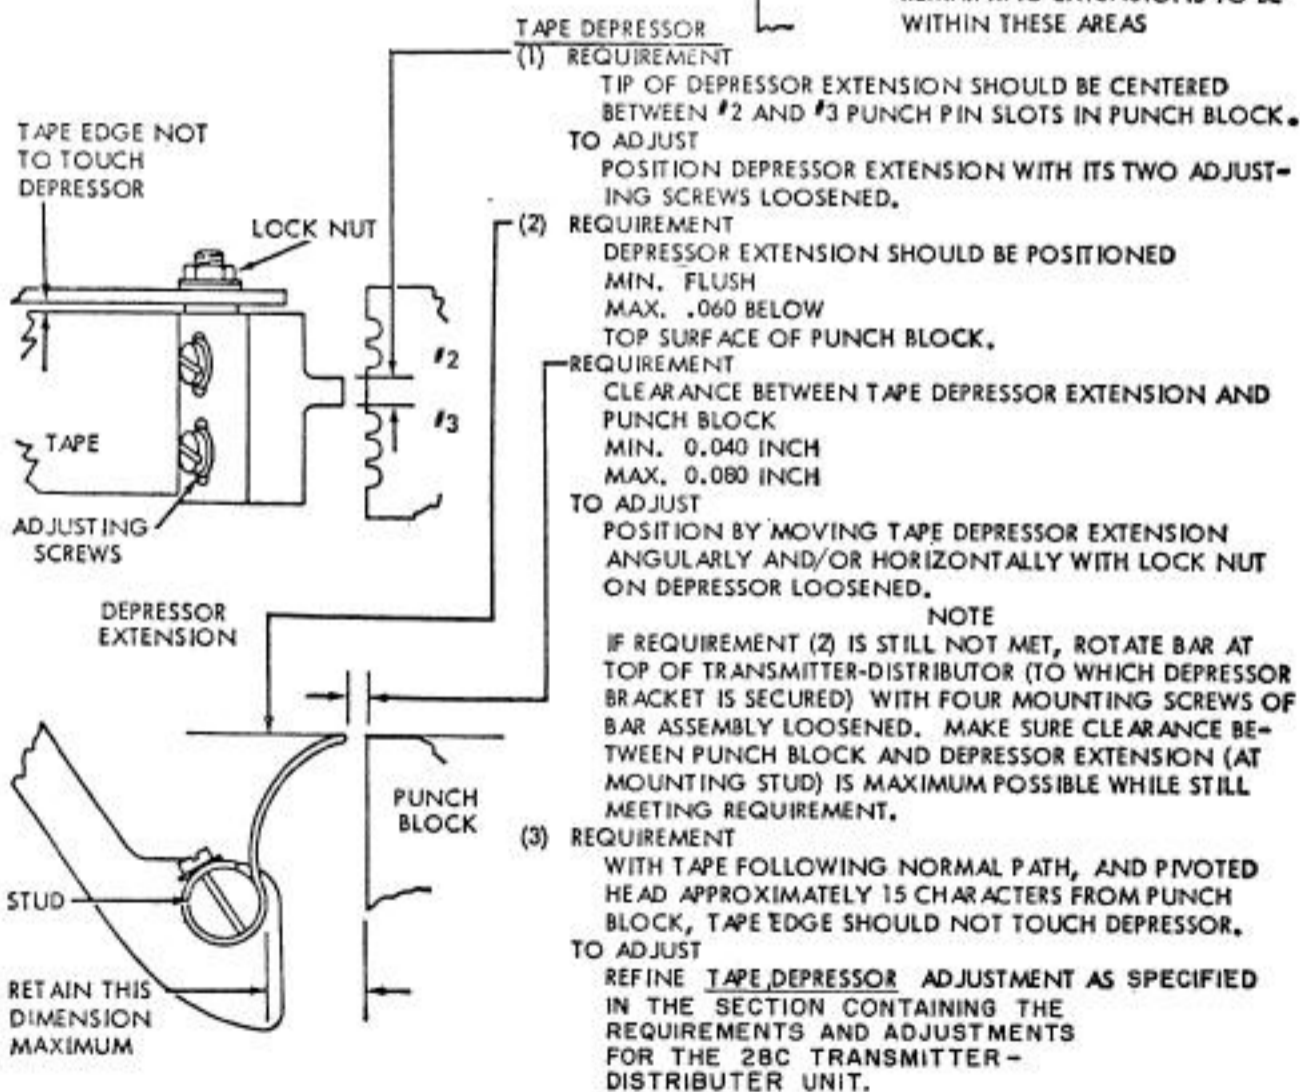 WITHIN THESE AREAS
TAPE DEPRESSOR
(1) REQUIREMENT
TIP OF DEPRESSOR EXTENSION SHOULD BE CENTERED
BETWEEN #2 AND #3 PUNCH PIN SLOTS IN PUNCH BLOCK.
TO ADJUST
POSITION DEPRESSOR EXTENSION WITH ITS TWO ADJUST-
ING SCREWS LOOSENED.
(2) REQUIREMENT
DEPRESSOR EXTENSION SHOULD BE POSITIONED
MIN. FLUSH
MAX. .060 BELOW
TOP SURFACE OF PUNCH BLOCK.
REQUIREMENT
CLEARANCE BETWEEN TAPE DEPRESSOR EXTENSION AND
PUNCH BLOCK
MIN. 0.040 INCH
MAX. 0.080 INCH
TO ADJUST
POSITION BY MOVING TAPE DEPRESSOR EXTENSION
ANGULARLY AND/OR HORIZONTALLY WITH LOCK NUT
ON DEPRESSOR LOOSENED.
NOTE
IF REQUIREMENT (2) IS STILL NOT MET, ROTATE BAR AT
TOP OF TRANSMITTER-DISTRIBUTOR (TO WHICH DEPRESSOR
BRACKET IS SECURED) WITH FOUR MOUNTING SCREWS OF
BAR ASSEMBLY LOOSENED. MAKE SURE CLEARANCE BE-
TWEEN PUNCH BLOCK AND DEPRESSOR EXTENSION (AT
MOUNTING STUD) IS MAXIMUM POSSIBLE WHILE STILL
MEETING REQUIREMENT.
(3) REQUIREMENT
WITH TAPE FOLLOWING NORMAL PATH, AND PIVOTED
HEAD APPROXIMATELY 15 CHARACTERS FROM PUNCH
BLOCK, TAPE EDGE SHOULD NOT TOUCH DEPRESSOR.
TO ADJUST
REFINE TAPE DEPRESSOR ADJUSTMENT AS SPECIFIED
IN THE SECTION CONTAINING THE
REQUIREMENTS AND ADJUSTMENTS
FOR THE 28C TRANSMITTER-
DISTRIBUTER UNIT.
TAPE EDGE NOT
TO TOUCH
DEPRESSOR
LOCK NUT
#2
#3
TAPE
ADJUSTING
SCREWS
DEPRESSOR
EXTENSION
PUNCH
BLOCK
STUD
RETAIN THIS
DIMENSION
MAXIMUM